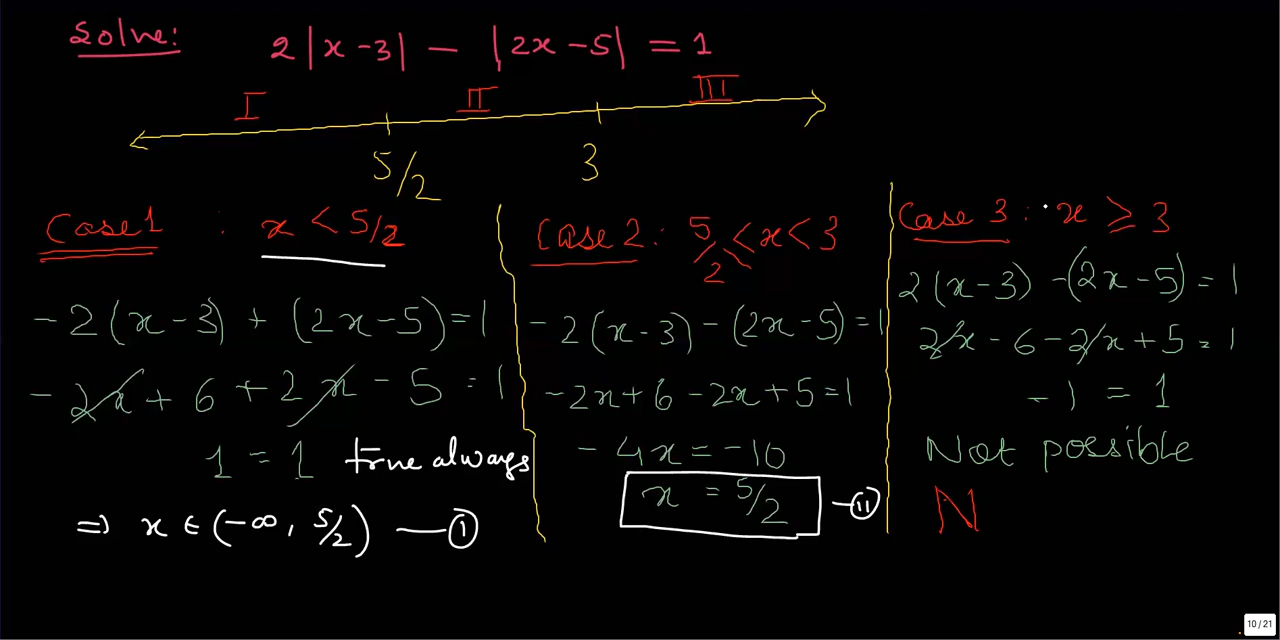 Solve: 2|x-3| - |2x-5| = 1
I II III
5/2 3
Case 1 : x < 5/2
-2(x-3) + (2x-5) = 1
-2x + 6 + 2x - 5 = 1
1 = 1 true always
⇒ x ∈ (-∞, 5/2) — ①
Case 2 : 5/2 ≤ x < 3
-2(x-3) - (2x-5) = 1
-2x + 6 - 2x + 5 = 1
-4x = -10
x = 5/2 — ⑪
Case 3 : x ≥ 3
2(x-3) - (2x-5) = 1
2x - 6 - 2x + 5 = 1
-1 = 1
Not possible
N
10 / 21